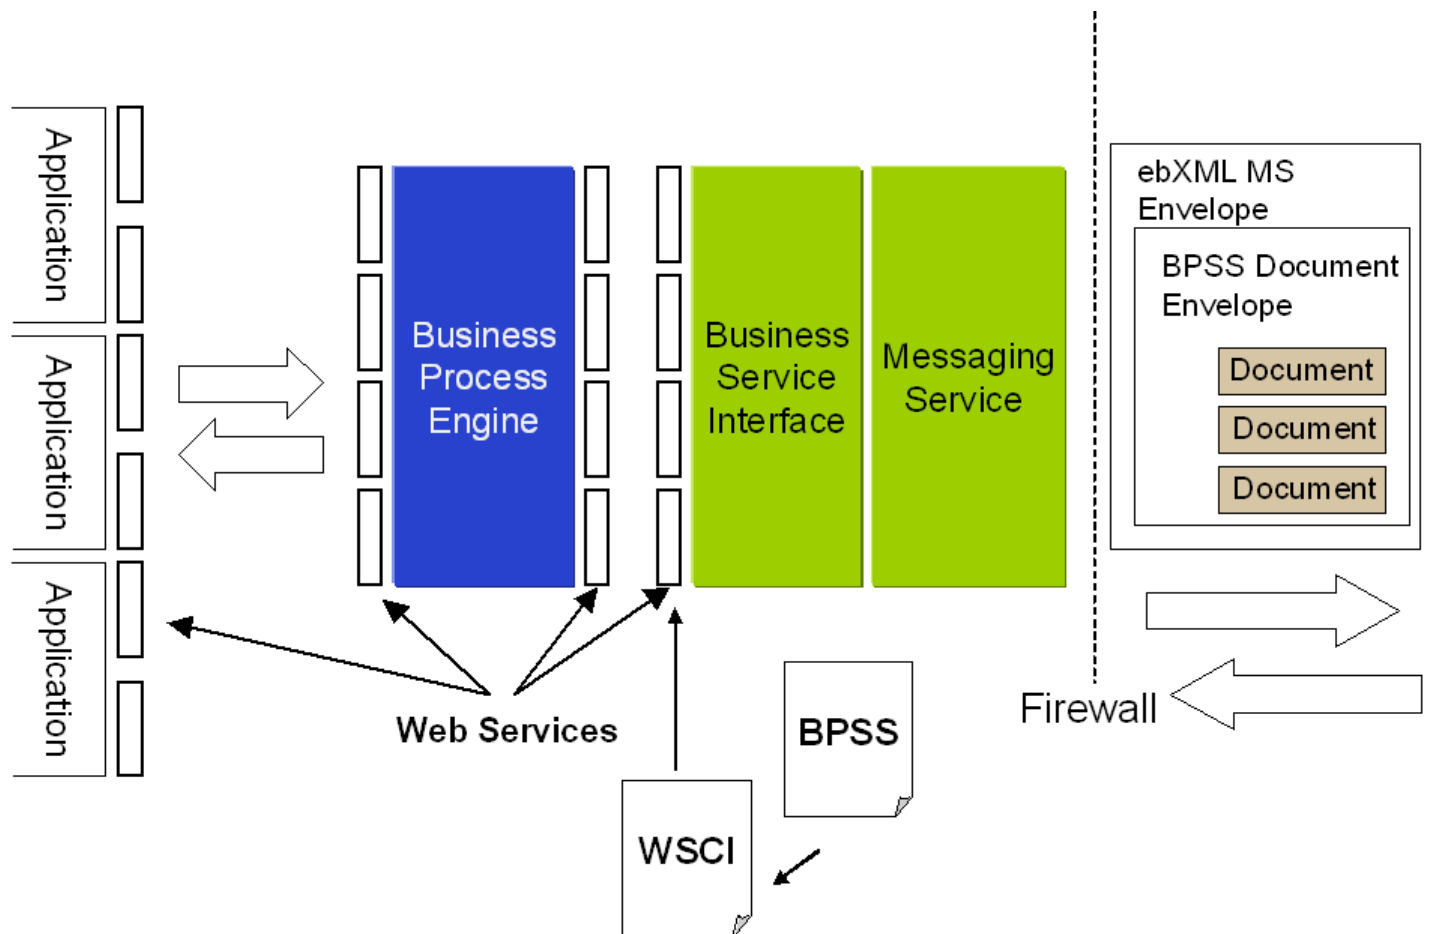 Application
Application
Application
Business
Process
Engine
Business
Service
Interface
Messaging
Service
ebXML MS
Envelope
BPSS Document
Envelope
Document
Document
Document
Firewall
Web Services
BPSS
WSCI